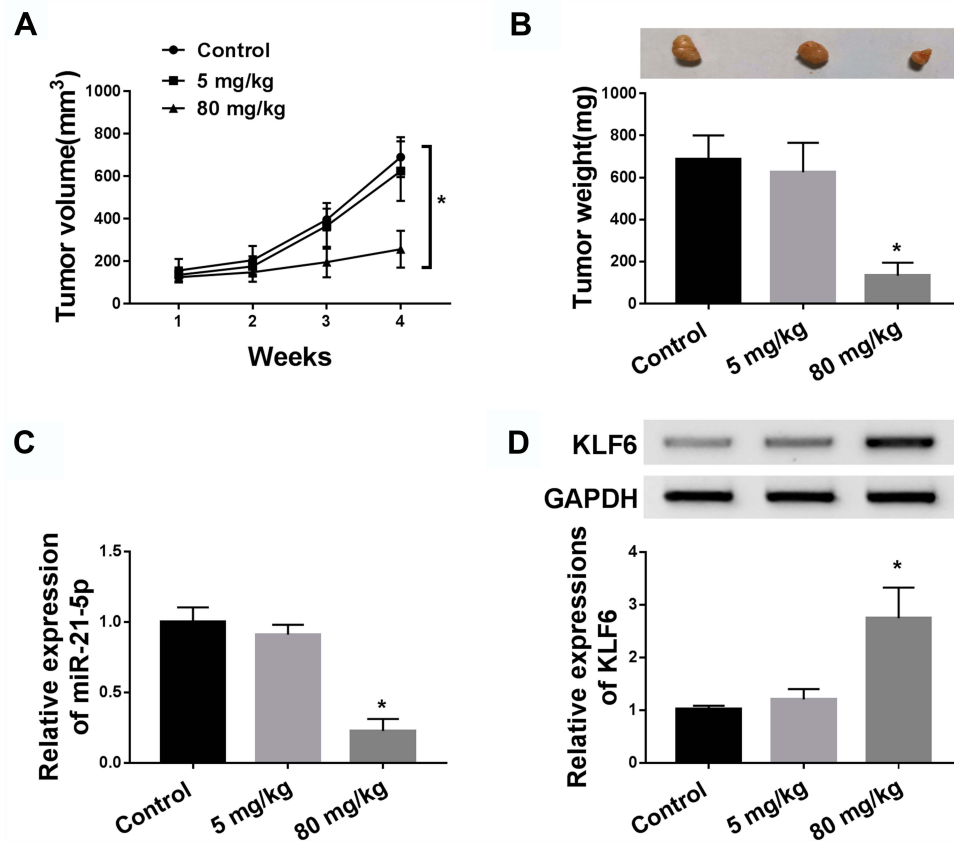 A
Control
5 mg/kg
80 mg/kg
Tumor volume(mm³)
1000
800
600
400
200
0
1 2 3 4
Weeks
*
B
Tumor weight(mg)
1000
800
600
400
200
0
*
Control 5 mg/kg 80 mg/kg
C
Relative expression
of miR-21-5p
1.5
1.0
0.5
0.0
*
Control 5 mg/kg 80 mg/kg
D
KLF6
GAPDH
Relative expressions
of KLF6
4
3
2
1
0
*
Control 5 mg/kg 80 mg/kg